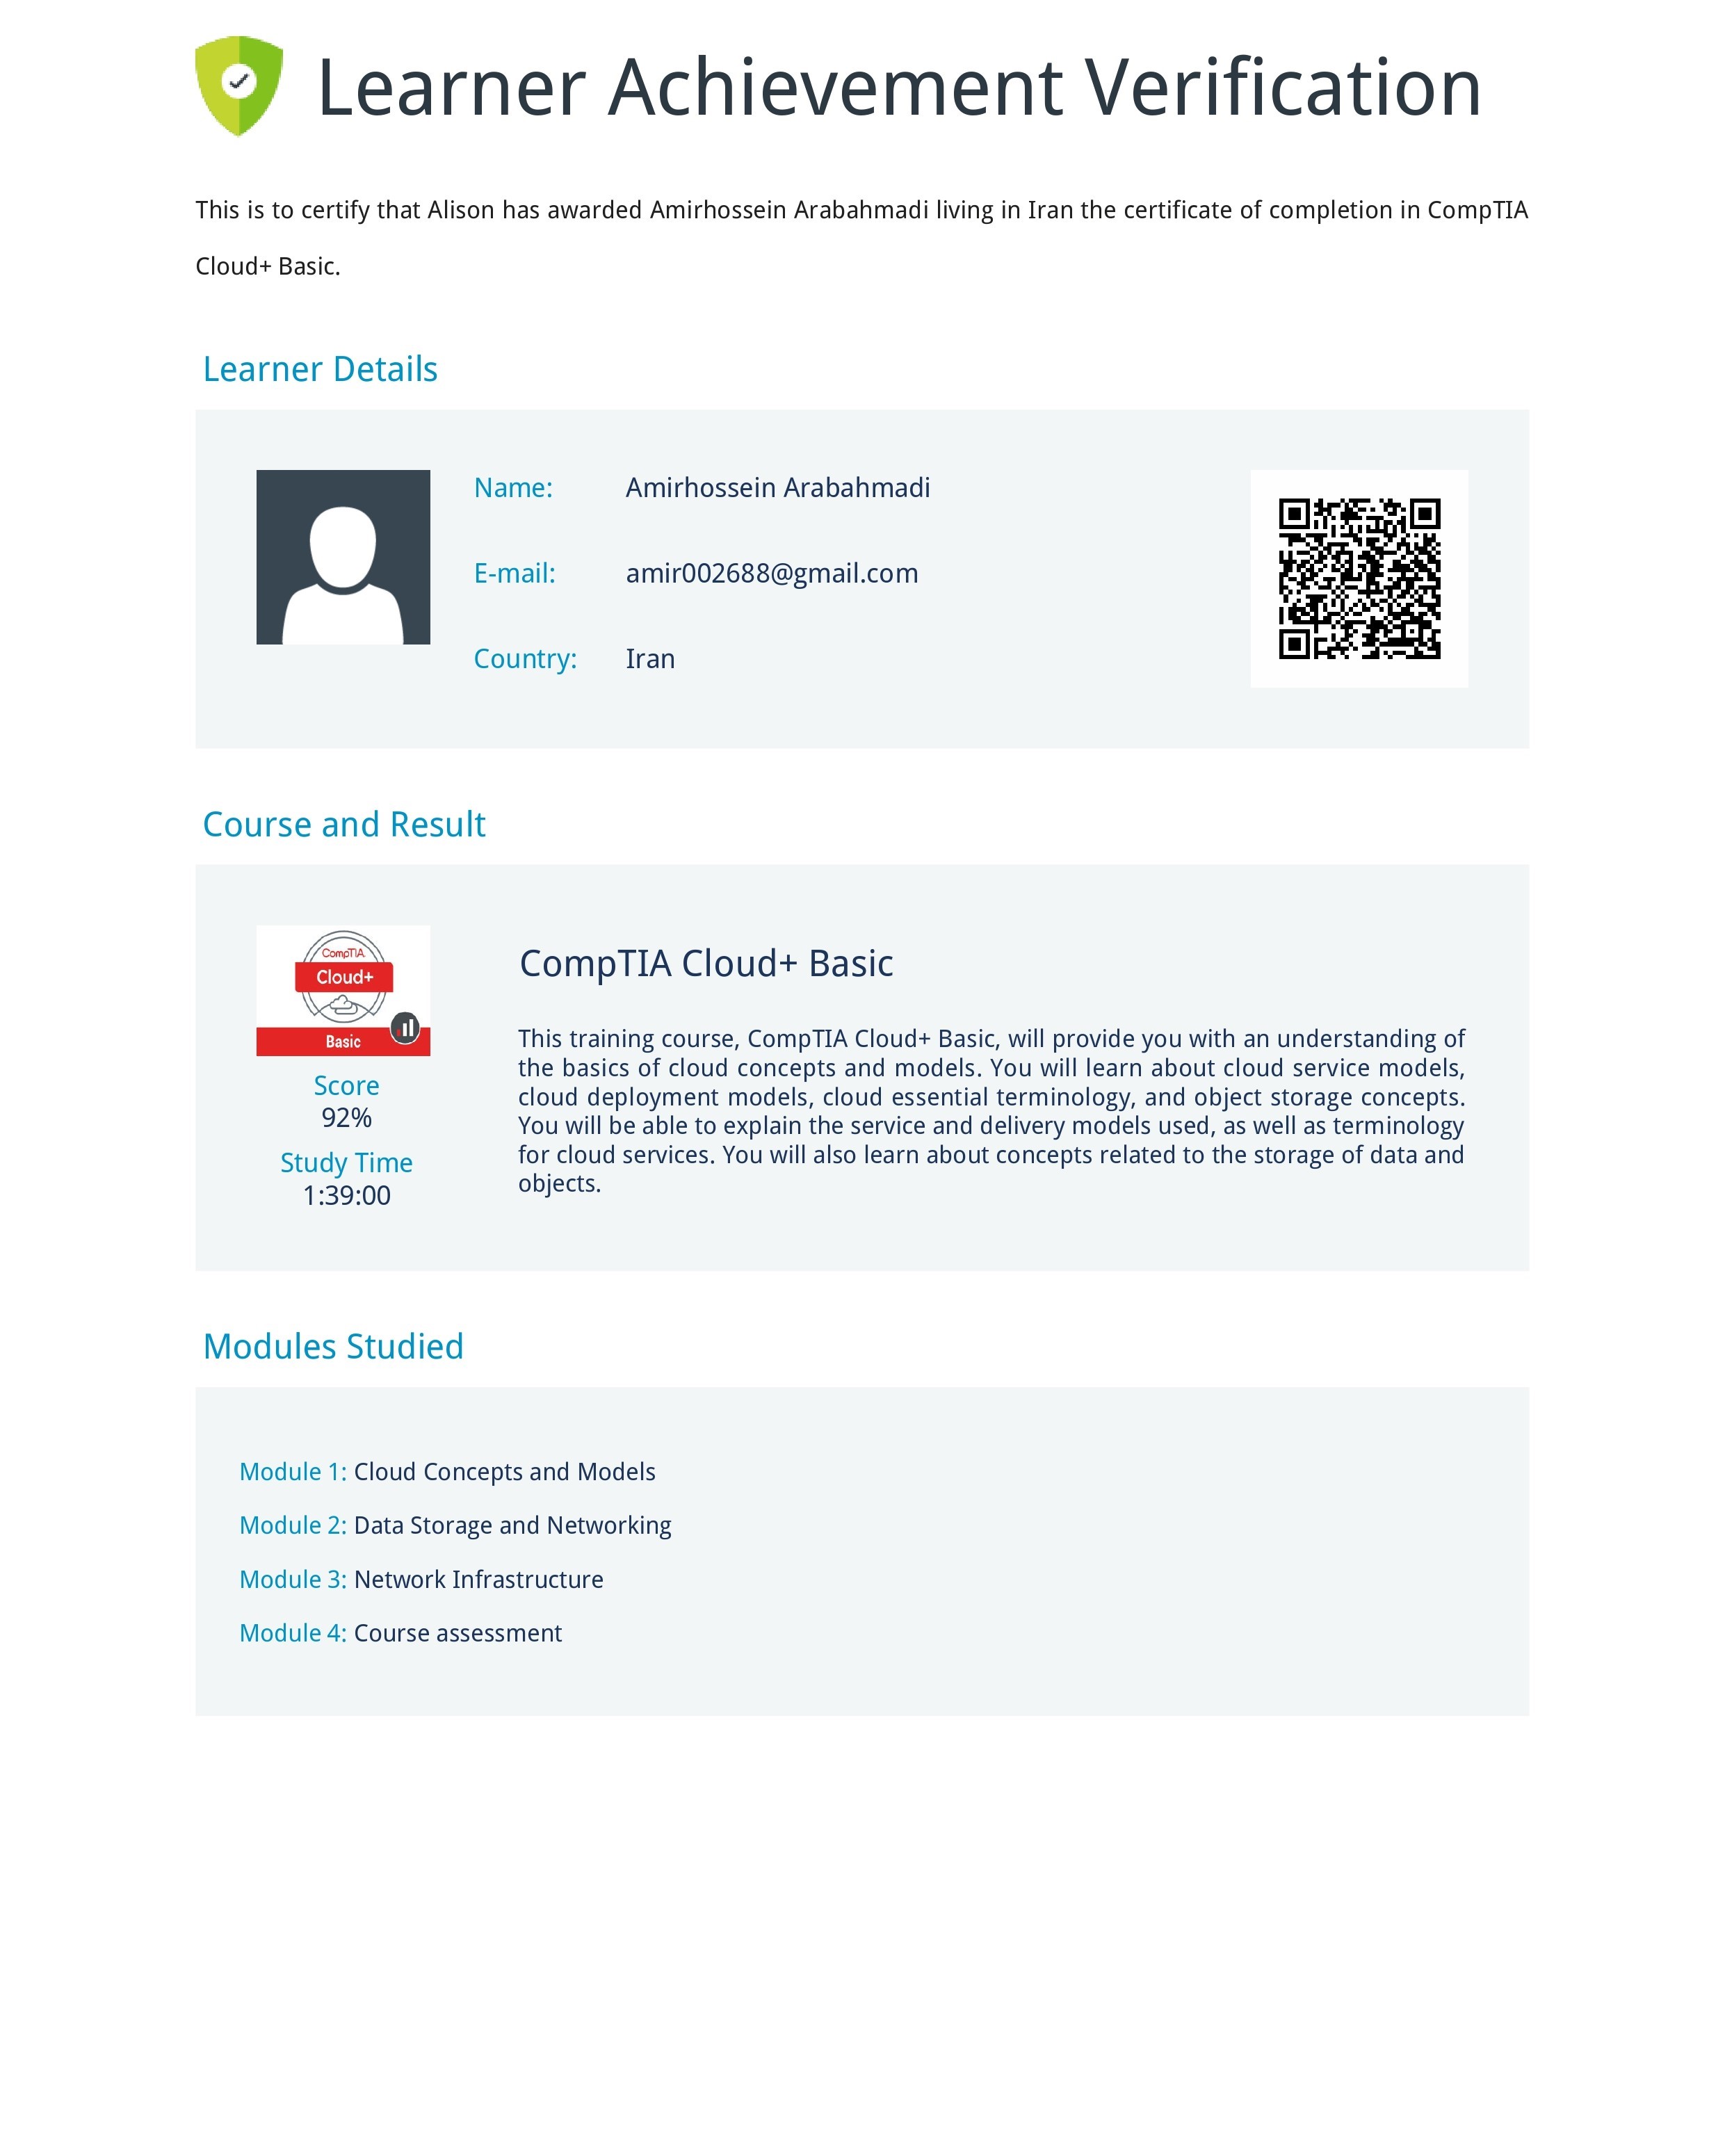 Learner Achievement Verification
This is to certify that Alison has awarded Amirhossein Arabahmadi living in Iran the certificate of completion in CompTIA
Cloud+ Basic.
Learner Details
Name: Amirhossein Arabahmadi
E-mail: amir002688@gmail.com
Country: Iran
Course and Result
CompTIA
Cloud+
Basic
Score
92%
Study Time
1:39:00
CompTIA Cloud+ Basic
This training course, CompTIA Cloud+ Basic, will provide you with an understanding of
the basics of cloud concepts and models. You will learn about cloud service models,
cloud deployment models, cloud essential terminology, and object storage concepts.
You will be able to explain the service and delivery models used, as well as terminology
for cloud services. You will also learn about concepts related to the storage of data and
objects.
Modules Studied
Module 1: Cloud Concepts and Models
Module 2: Data Storage and Networking
Module 3: Network Infrastructure
Module 4: Course assessment